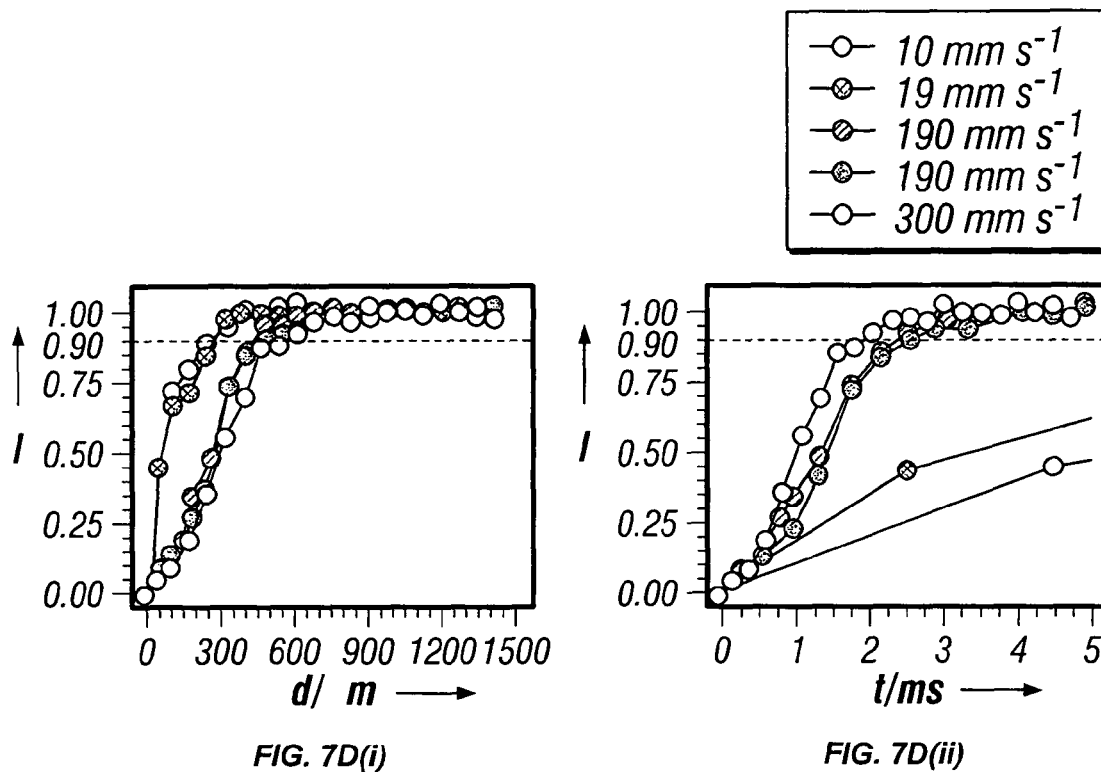 10 mm s⁻¹
19 mm s⁻¹
190 mm s⁻¹
190 mm s⁻¹
300 mm s⁻¹
1.00
0.90
0.75
0.50
0.25
0.00
I
0 300 600 900 1200 1500
d/ m
FIG. 7D(i)
1.00
0.90
0.75
0.50
0.25
0.00
I
0 1 2 3 4 5
t/ms
FIG. 7D(ii)